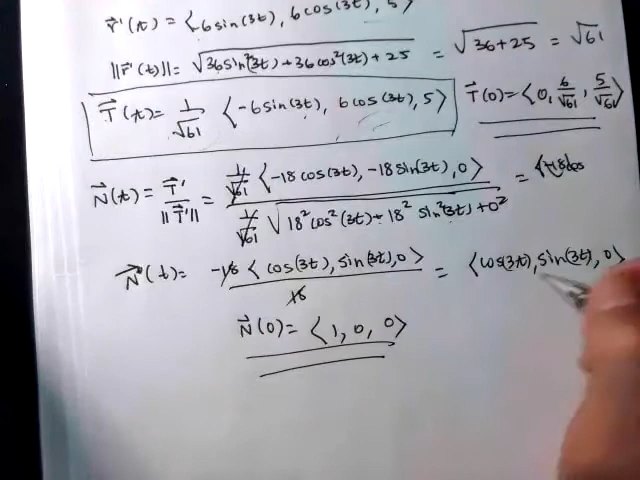 r⃗'(t) = ⟨6sin(3t), 6cos(3t), 5⟩
||r⃗'(t)|| = √(36sin²(3t) + 36cos²(3t) + 25) = √(36+25) = √61
T⃗(t) = 1/√61 ⟨-6sin(3t), 6cos(3t), 5⟩ T⃗(0) = ⟨0, 6/√61, 5/√61⟩
N⃗(t) = T⃗'/||T⃗'|| = (1/√61 ⟨-18cos(3t), -18sin(3t), 0⟩)/(1/√61 √(18²cos²(3t) + 18² sin²(3t) + 0²)) =
N⃗(t) = -18⟨cos(3t), sin(3t), 0⟩/18 = ⟨cos(3t), sin(3t), 0⟩
N⃗(0) = ⟨1, 0, 0⟩